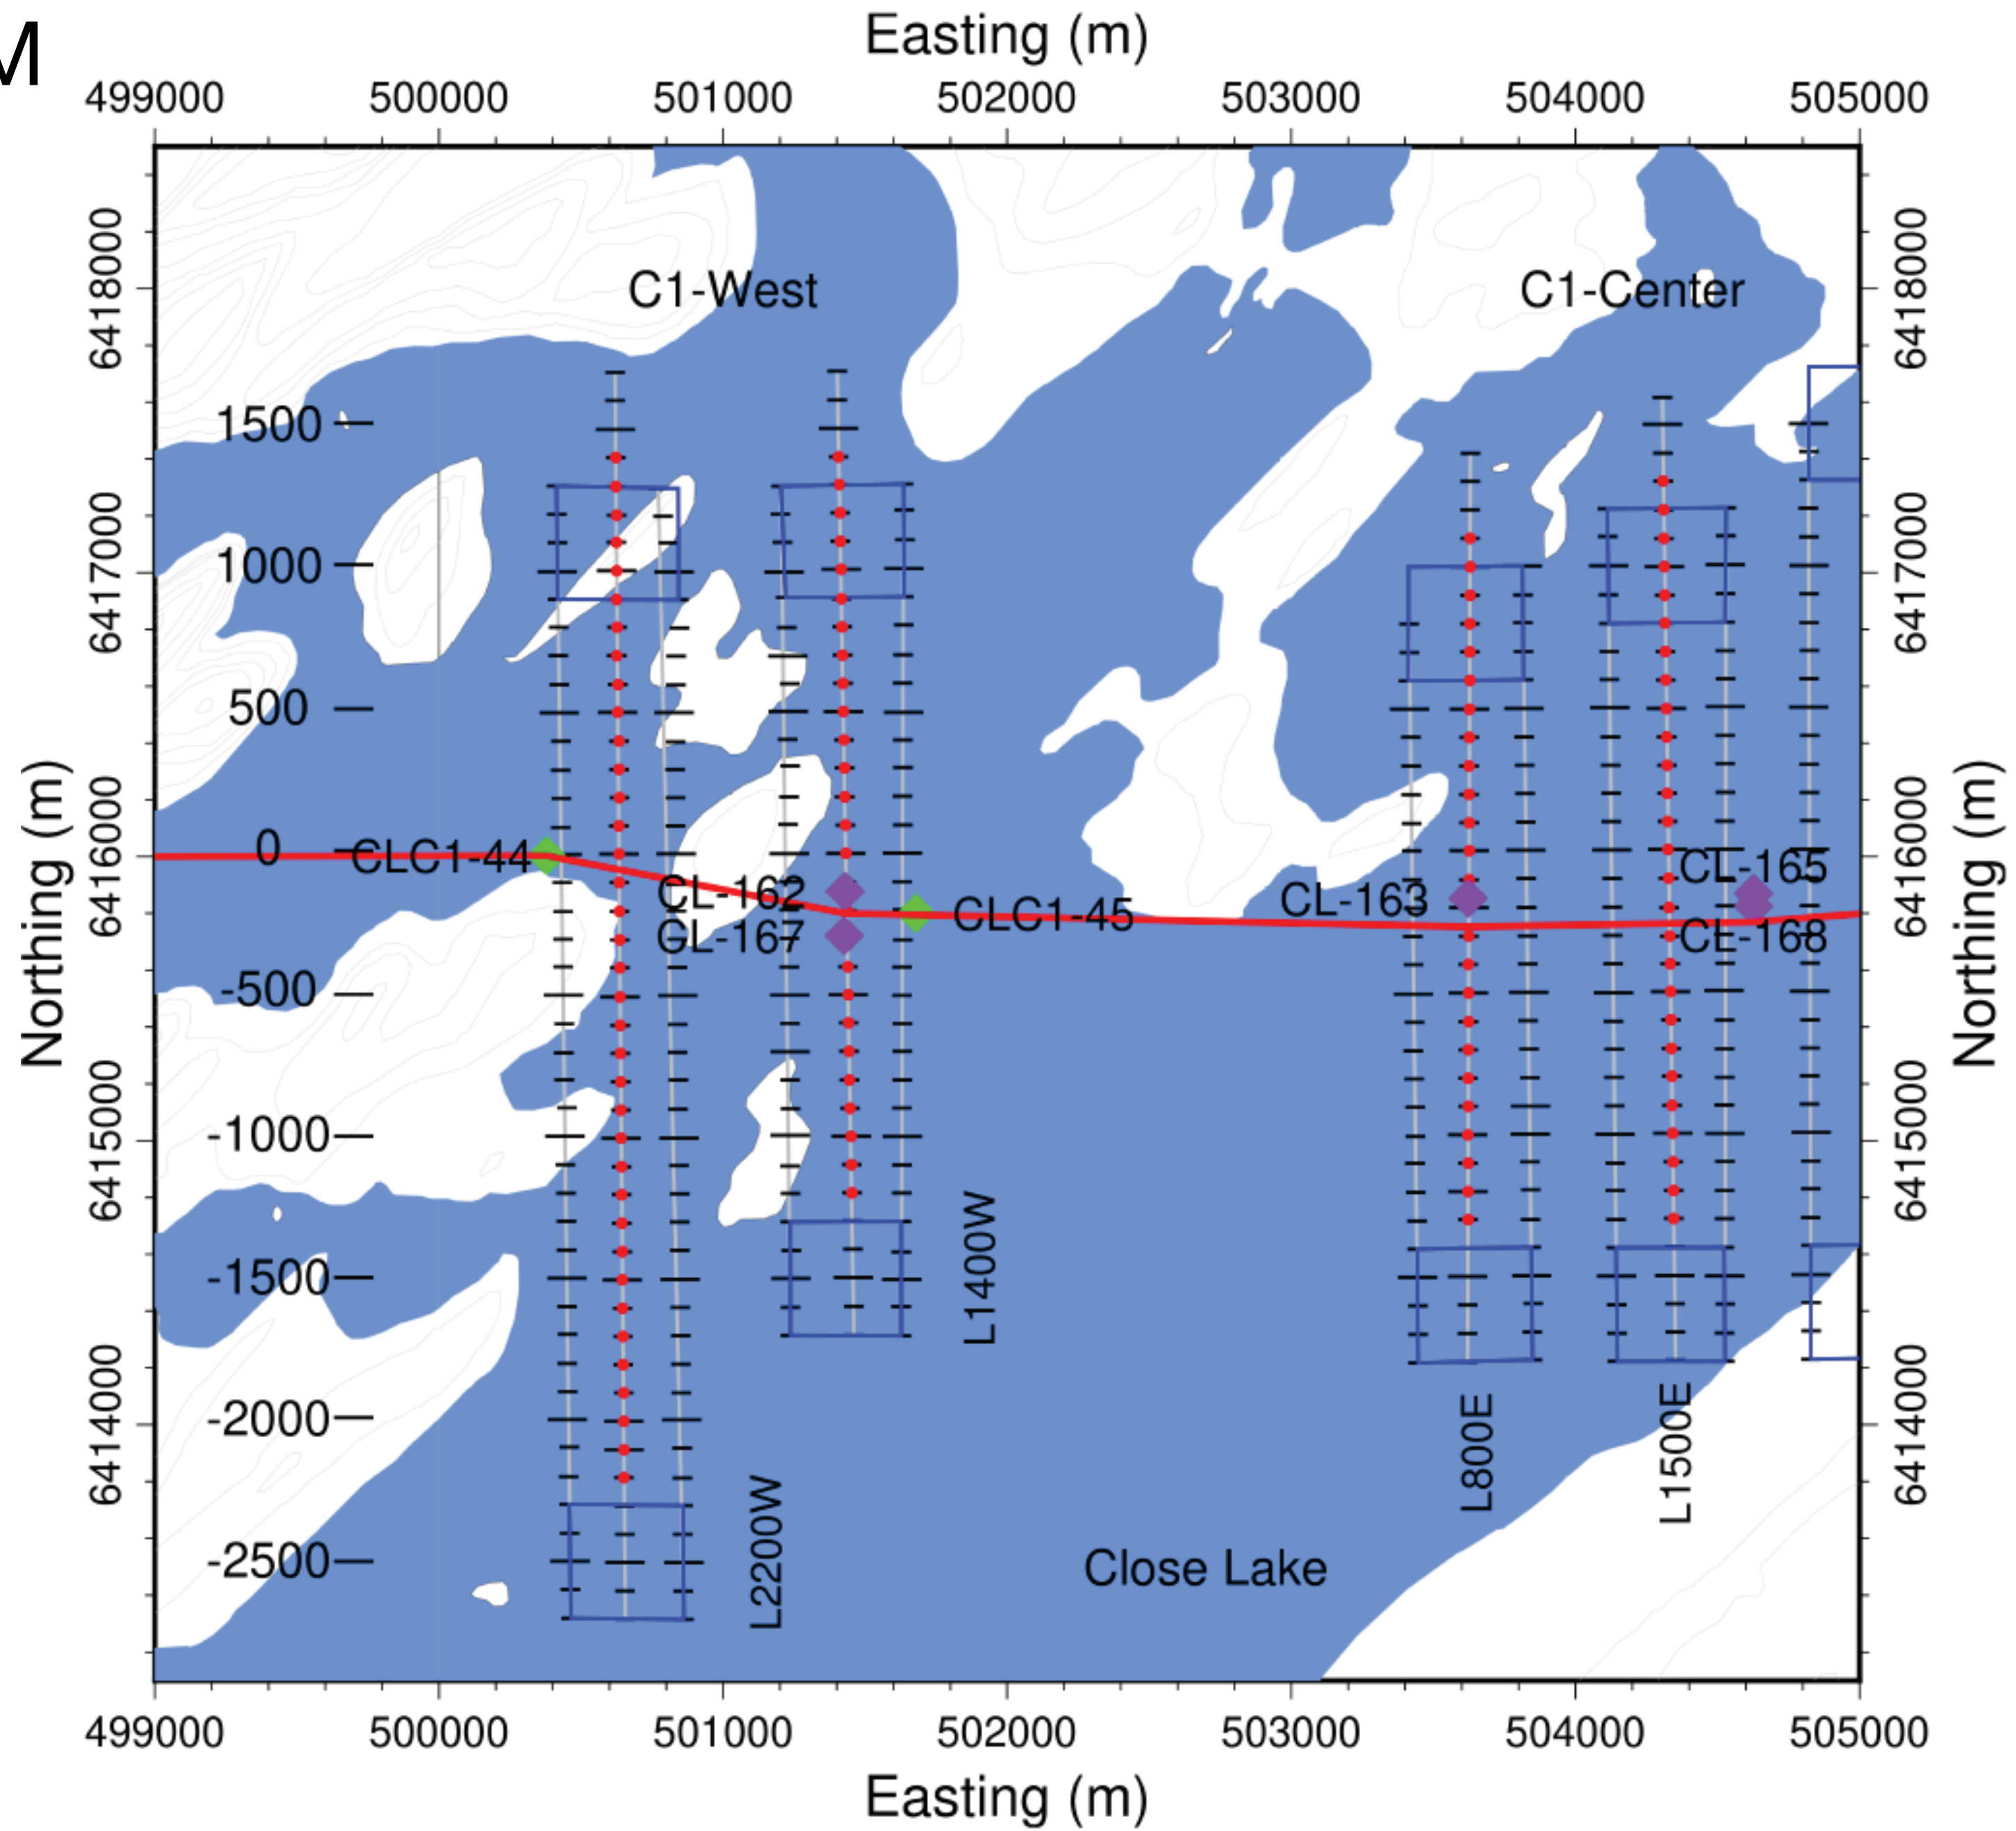 M
Easting (m)
499000 500000 501000 502000 503000 504000 505000
Northing (m)
6418000
6417000
6416000
6415000
6414000
C1-West
C1-Center
1500
1000
500
0
-500
-1000
-1500
-2000
-2500
CLC1-44
CL-162
CL-167
CLC1-45
CL-163
CL-165
CL-168
L1400W
L2200W
L800E
L1500E
Close Lake
6418000
6417000
6416000
6415000
6414000
Northing (m)
499000 500000 501000 502000 503000 504000 505000
Easting (m)